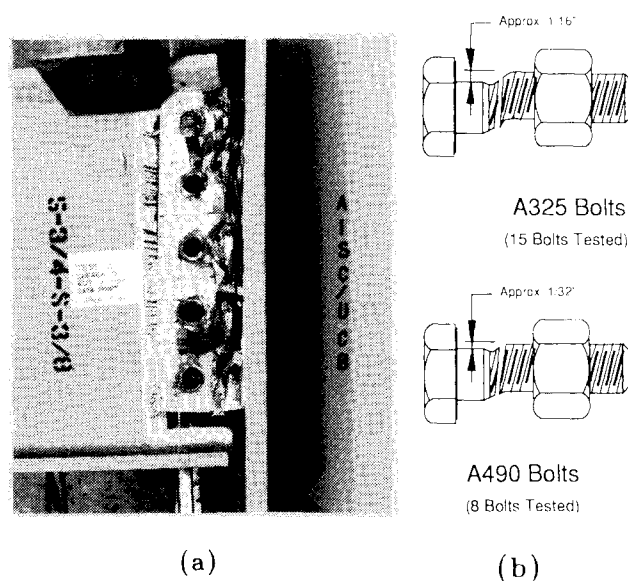 5-3/4-S-3/8
AISC/UCB
(a)
Approx. 1.16"
A325 Bolts
(15 Bolts Tested)
Approx. 1:32"
A490 Bolts
(8 Bolts Tested)
(b)